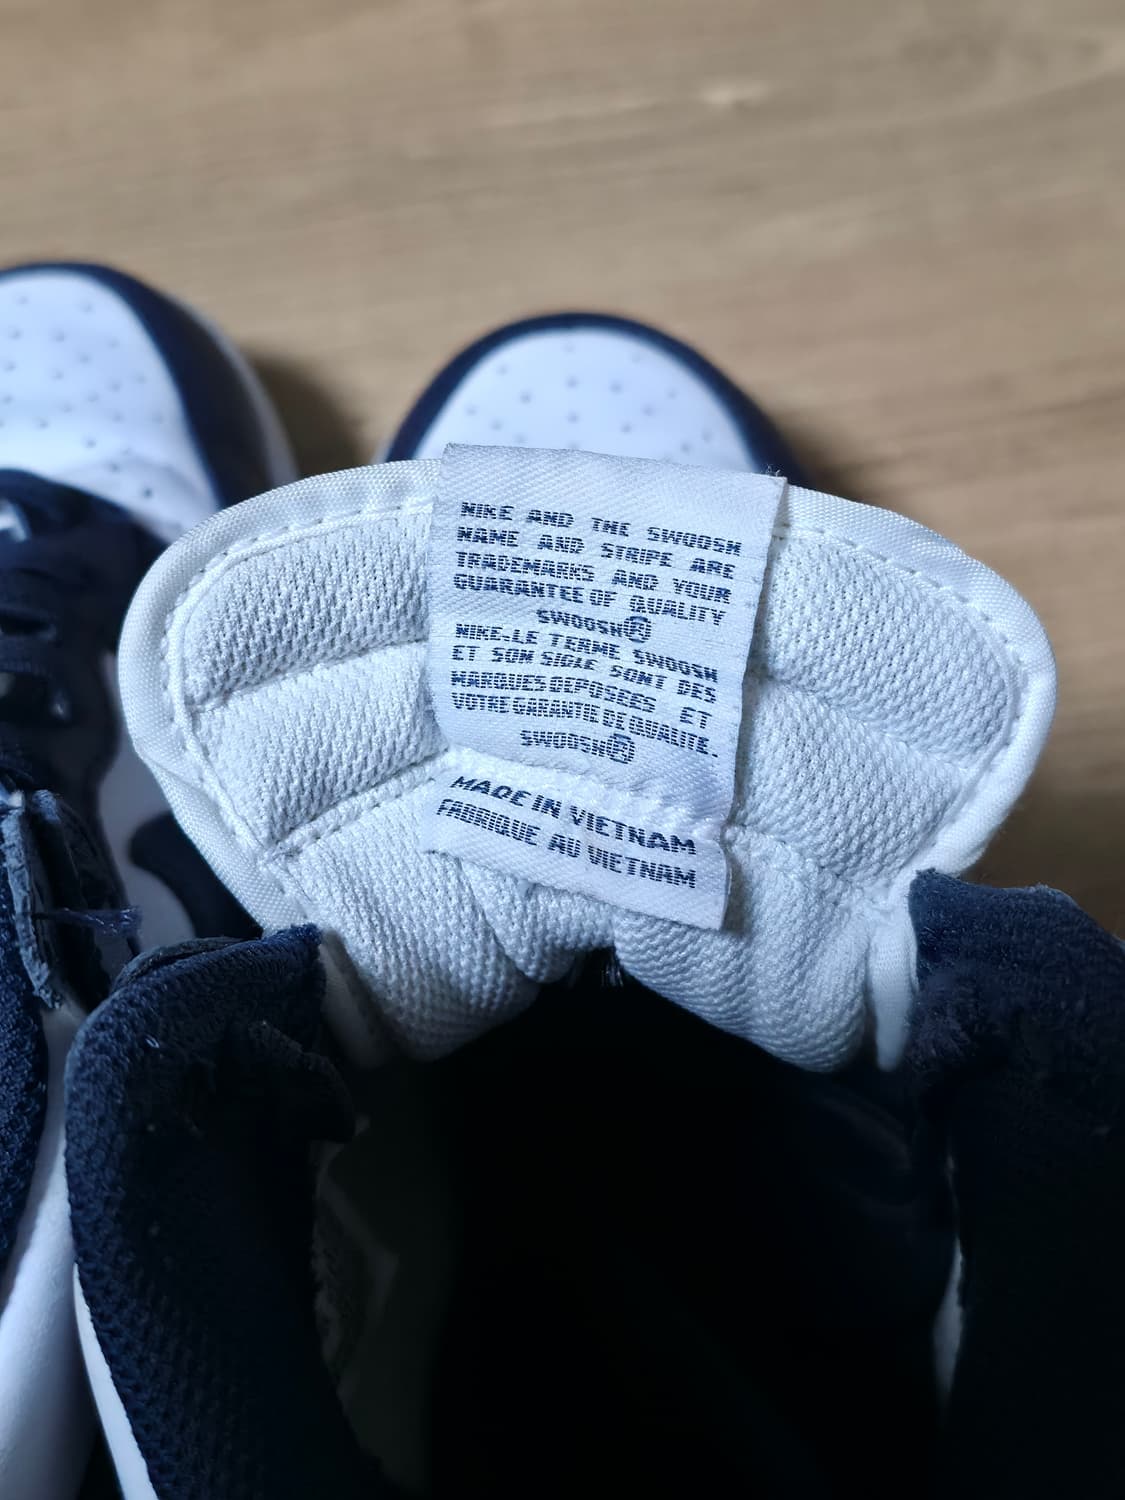 NIKE AND THE SWOOSH
NAME AND STRIPE ARE
TRADEMARKS AND YOUR
GUARANTEE OF QUALITY
SWOOSH®
NIKE-LE TERME SWOOSH
ET SON SIGLE SONT DES
MARQUES DEPOSEES ET
VOTRE GARANTIE DE QUALITE.
SWOOSH®
MADE IN VIETNAM
FABRIQUE AU VIETNAM